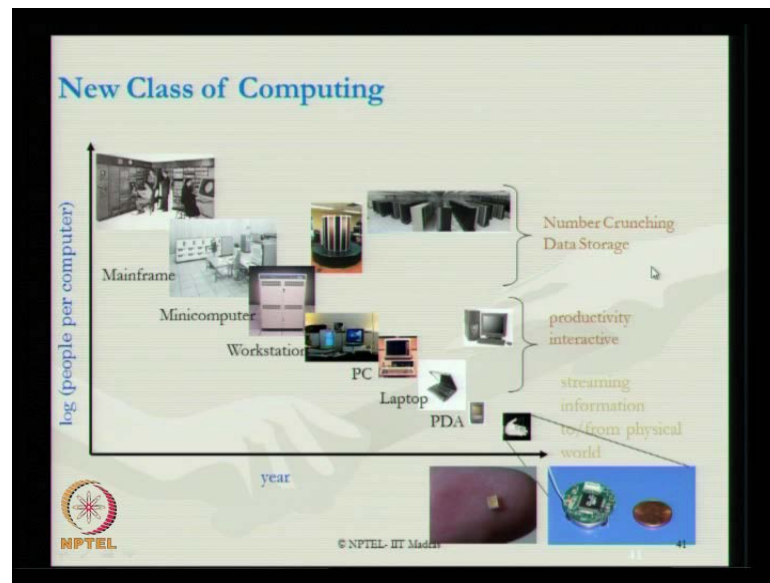 New Class of Computing
log (people per computer)
Number Crunching
Data Storage
Mainframe
Minicomputer
productivity
interactive
Workstation
PC
Laptop
streaming
information
PDA
to/from physical
world
year
NPTEL
© NPTEL- IIT Madras
41
41